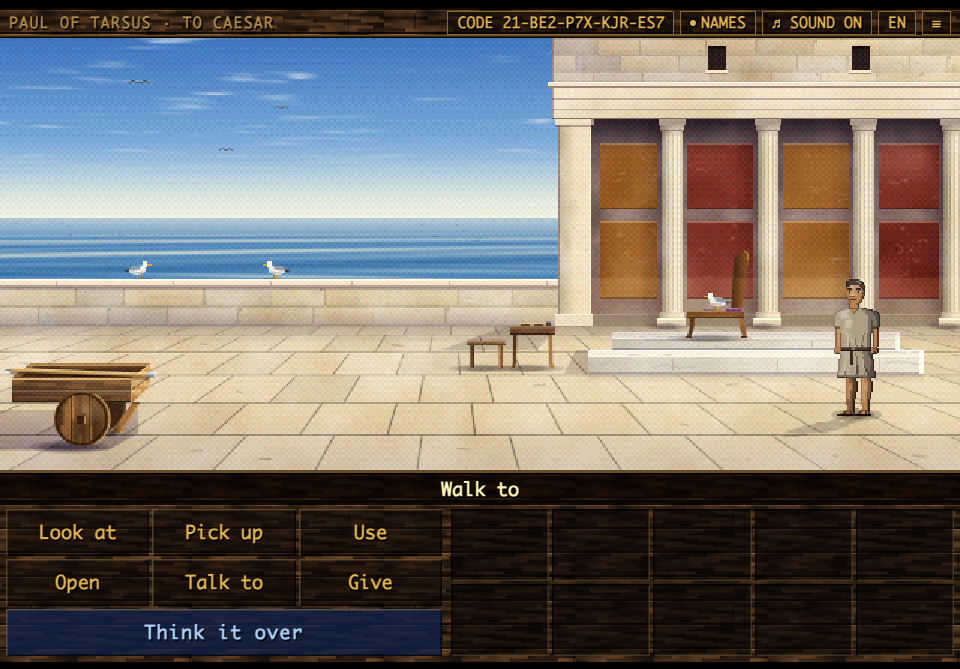 PAUL OF TARSUS · TO CAESAR
CODE 21-BE2-P7X-KJR-ES7
• NAMES
♬ SOUND ON
EN
≡
Walk to
Look at
Pick up
Use
Open
Talk to
Give
Think it over